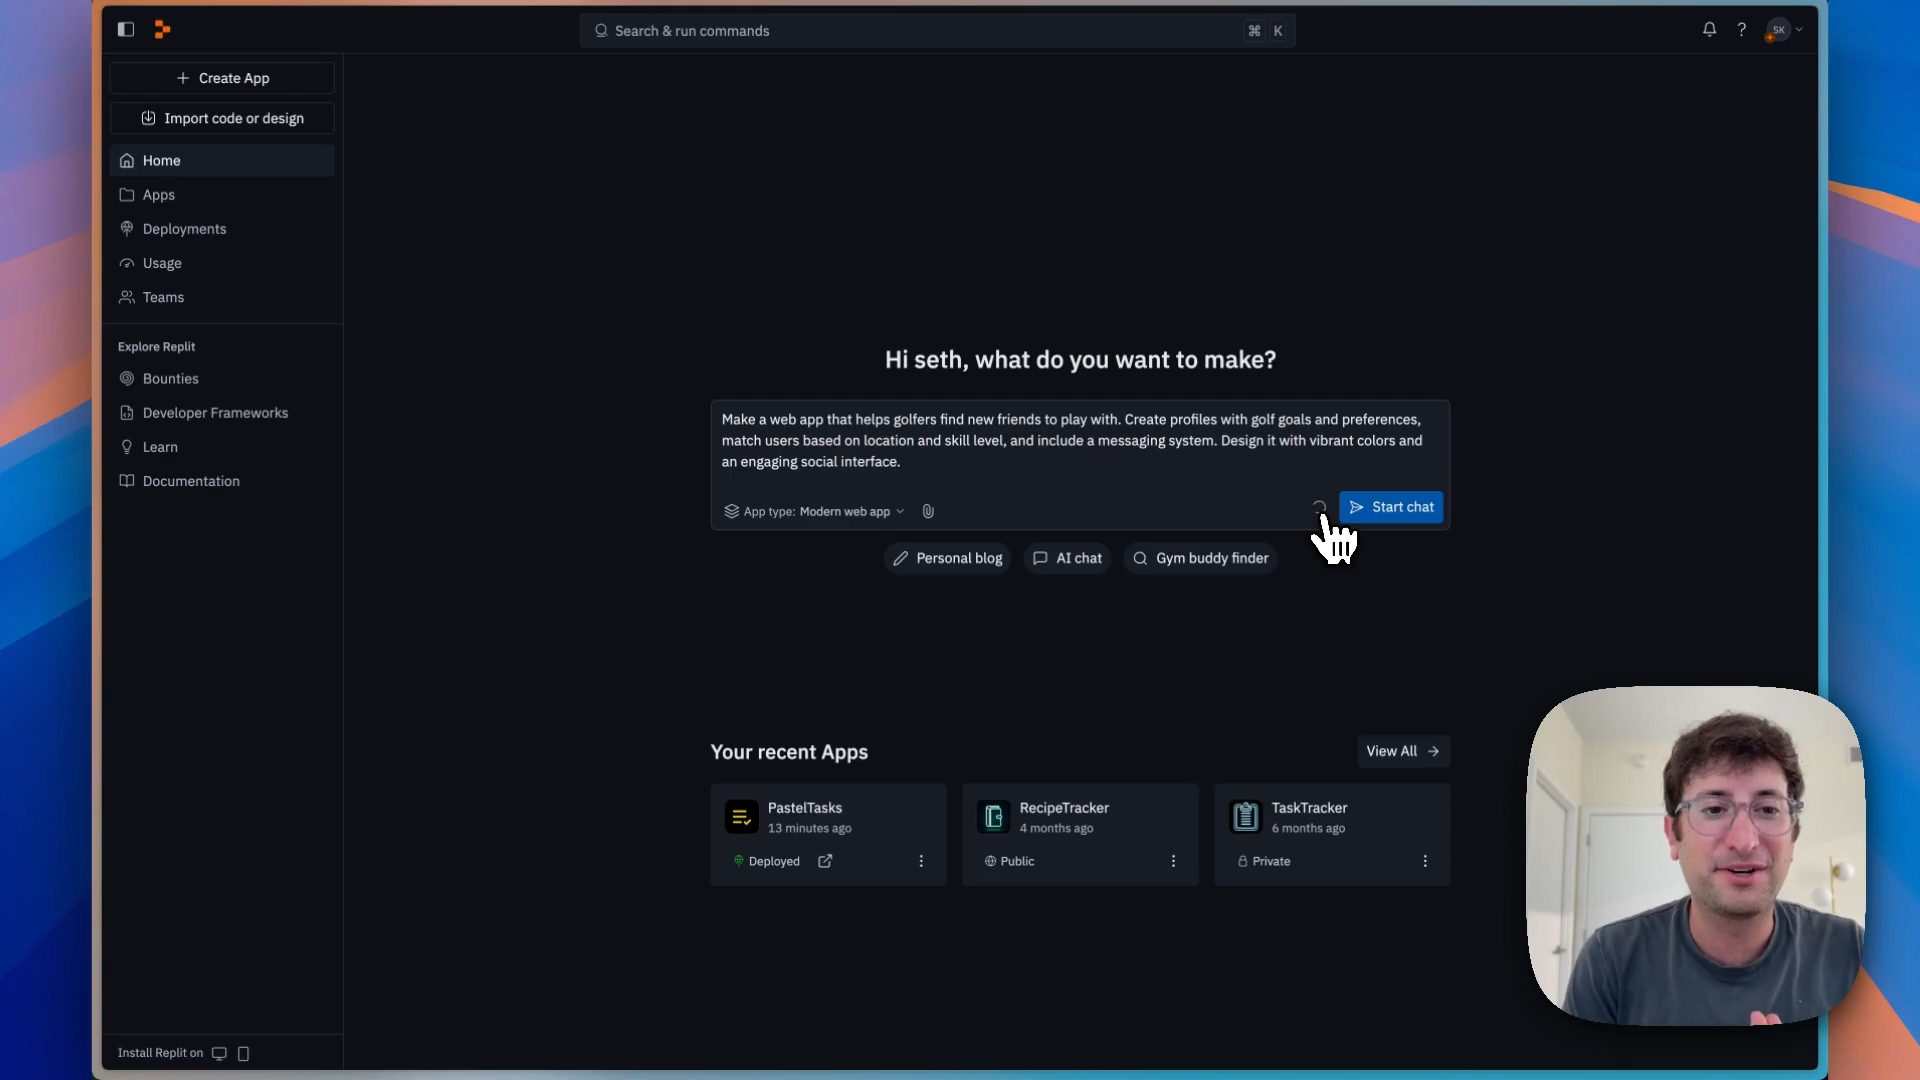 Search & run commands
⌘ K
SK
Create App
Import code or design
Home
Apps
Deployments
Usage
Teams
Explore Replit
Bounties
Developer Frameworks
Learn
Documentation
Install Replit on
Hi seth, what do you want to make?
Make a web app that helps golfers find new friends to play with. Create profiles with golf goals and preferences,
match users based on location and skill level, and include a messaging system. Design it with vibrant colors and
an engaging social interface.
App type: Modern web app
Start chat
Personal blog
AI chat
Gym buddy finder
Your recent Apps
View All
PastelTasks
13 minutes ago
Deployed
RecipeTracker
4 months ago
Public
TaskTracker
6 months ago
Private